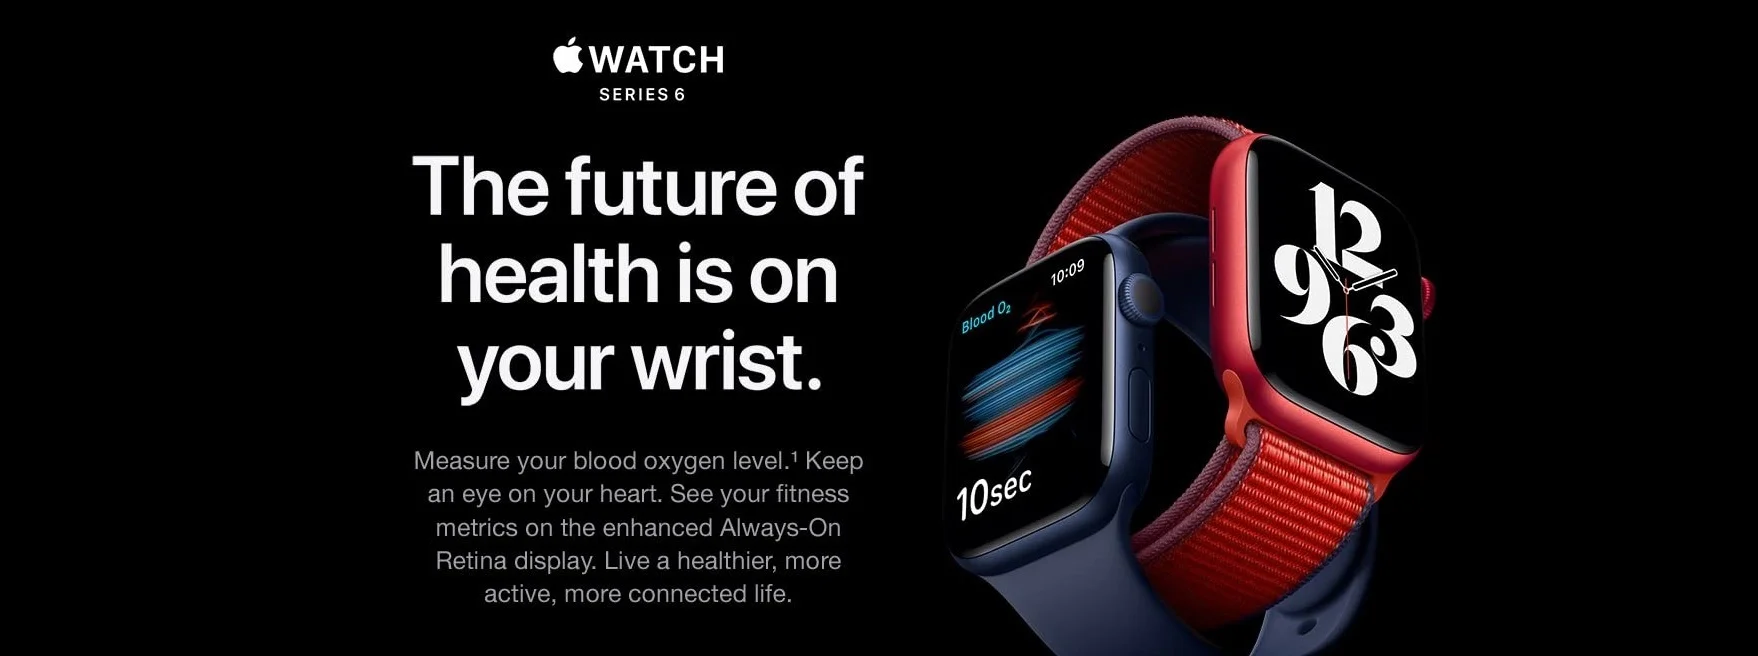 WATCH
SERIES 6
The future of
health is on
your wrist.
Measure your blood oxygen level.¹ Keep
an eye on your heart. See your fitness
metrics on the enhanced Always-On
Retina display. Live a healthier, more
active, more connected life.
10:09
Blood O₂
10sec
12
9
3
6